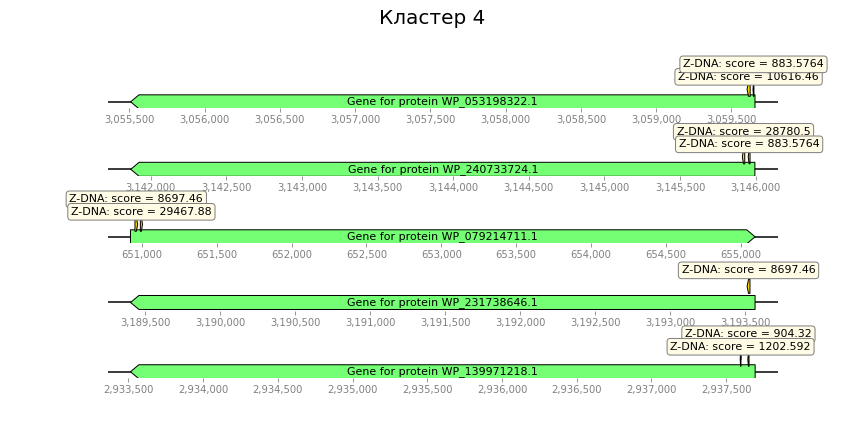 Кластер 4
Z-DNA: score = 883.5764
Z-DNA: score = 10616.46
Gene for protein WP_053198322.1
3,055,500 3,056,000 3,056,500 3,057,000 3,057,500 3,058,000 3,058,500 3,059,000 3,059,500
Z-DNA: score = 28780.5
Z-DNA: score = 883.5764
Gene for protein WP_240733724.1
3,142,000 3,142,500 3,143,000 3,143,500 3,144,000 3,144,500 3,145,000 3,145,500 3,146,000
Z-DNA: score = 8697.46
Z-DNA: score = 29467.88
Gene for protein WP_079214711.1
651,000 651,500 652,000 652,500 653,000 653,500 654,000 654,500 655,000
Z-DNA: score = 8697.46
Gene for protein WP_231738646.1
3,189,500 3,190,000 3,190,500 3,191,000 3,191,500 3,192,000 3,192,500 3,193,000 3,193,500
Z-DNA: score = 904.32
Z-DNA: score = 1202.592
Gene for protein WP_139971218.1
2,933,500 2,934,000 2,934,500 2,935,000 2,935,500 2,936,000 2,936,500 2,937,000 2,937,500